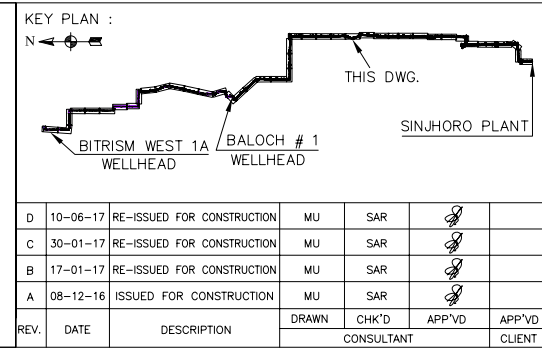 KEY PLAN :
N
THIS DWG.
SINJHORO PLANT
BITRISM WEST 1A
WELLHEAD
BALOCH # 1
WELLHEAD
D 10-06-17 RE-ISSUED FOR CONSTRUCTION MU SAR
C 30-01-17 RE-ISSUED FOR CONSTRUCTION MU SAR
B 17-01-17 RE-ISSUED FOR CONSTRUCTION MU SAR
A 08-12-16 ISSUED FOR CONSTRUCTION MU SAR
REV. DATE DESCRIPTION DRAWN CHK'D APP'VD APP'VD
CONSULTANT CLIENT